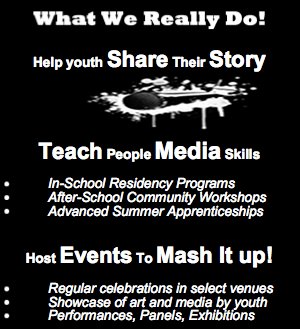 What We Really Do!
Help youth Share Their Story
Teach People Media Skills
• In-School Residency Programs
• After-School Community Workshops
• Advanced Summer Apprenticeships
Host Events To Mash It up!
• Regular celebrations in select venues
• Showcase of art and media by youth
• Performances, Panels, Exhibitions